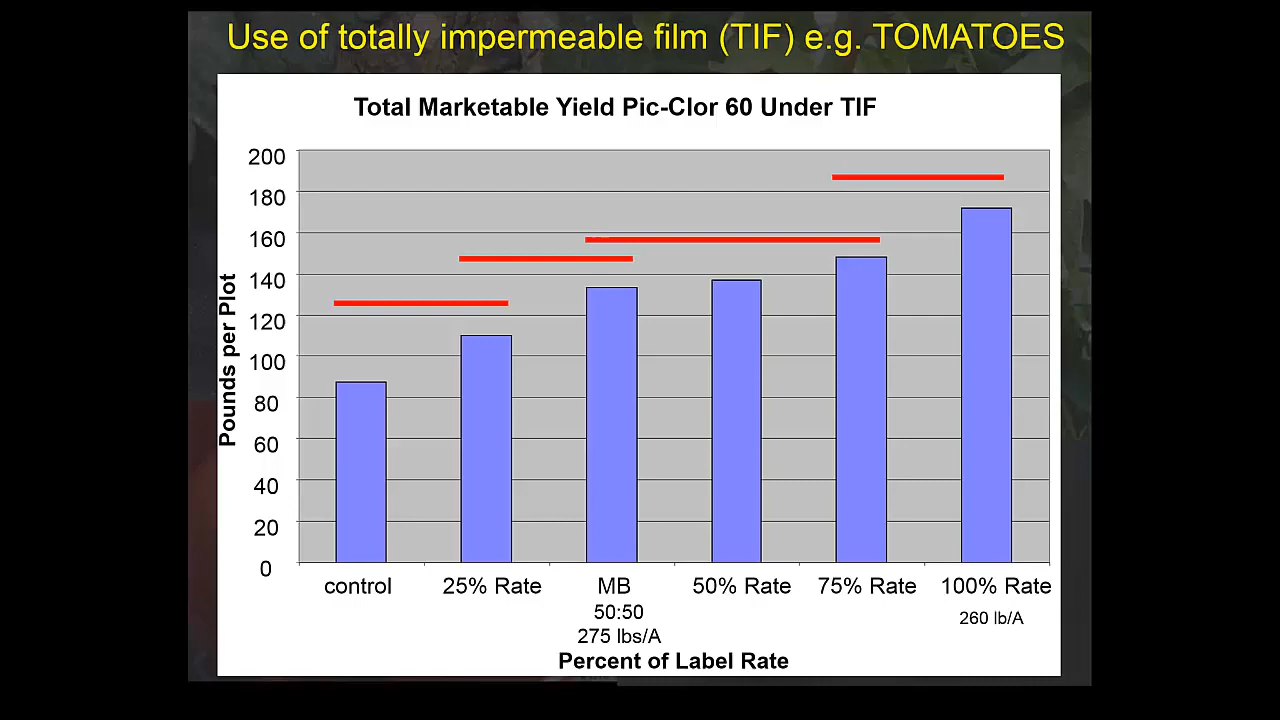 Use of totally impermeable film (TIF) e.g. TOMATOES
Total Marketable Yield Pic-Clor 60 Under TIF
200
180
160
140
120
100
80
60
40
20
0
Pounds per Plot
control 25% Rate MB 50% Rate 75% Rate 100% Rate
50:50 260 lb/A
275 lbs/A
Percent of Label Rate